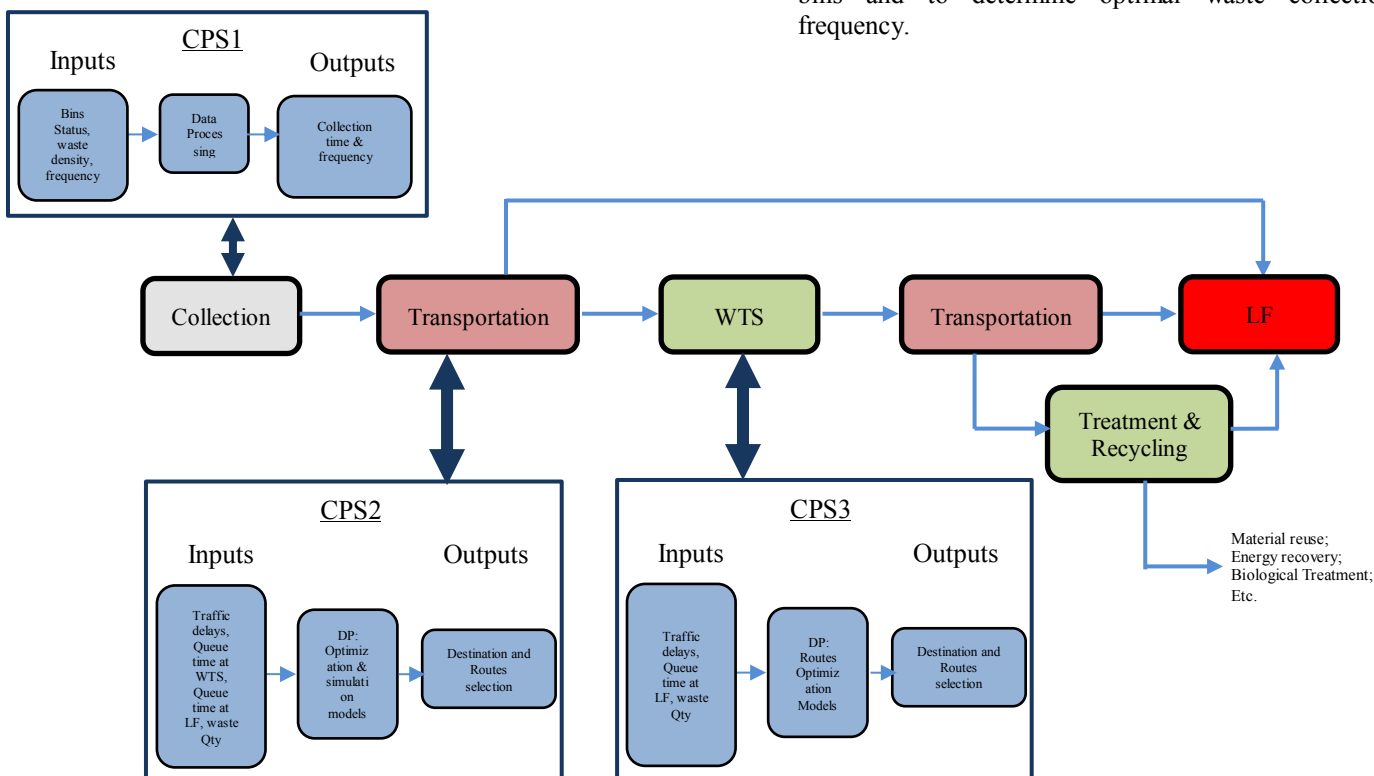 bins and to determine optimal waste collectio
frequency.
CPS1
Inputs
Outputs
Bins
Status,
waste
density,
frequency
Data
Proces
sing
Collection
time &
frequency
Collection
Transportation
WTS
Transportation
LF
Treatment &
Recycling
Material reuse;
Energy recovery;
Biological Treatment;
Etc.
CPS2
Inputs
Outputs
Traffic
delays,
Queue
time at
WTS,
Queue
time at
LF, waste
Qty
DP:
Optimiz
ation &
simulati
on
models
Destination and
Routes
selection
CPS3
Inputs
Outputs
Traffic
delays,
Queue
time at
LF, waste
Qty
DP:
Routes
Optimiz
ation
Models
Destination and
Routes
selection